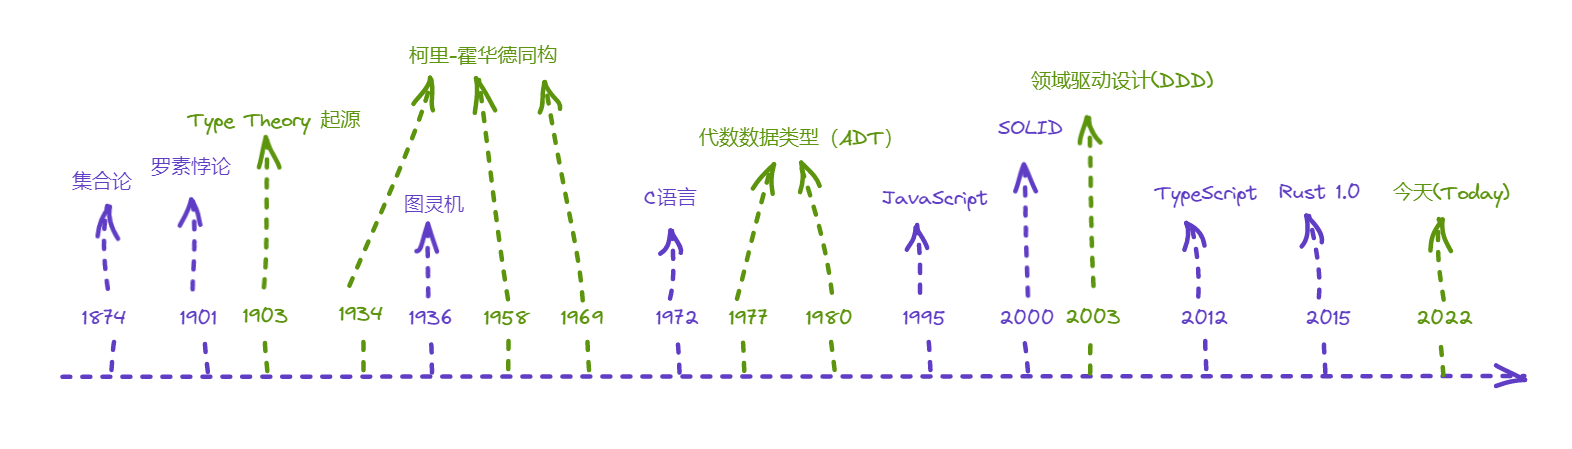 柯里-霍华德同构
领域驱动设计(DDD)
Type Theory 起源
SOLID
代数数据类型（ADT）
罗素悖论
集合论
图灵机
C语言
JavaScript
TypeScript
Rust 1.0
今天(Today)
1874
1901
1903
1934
1936
1958
1969
1972
1977
1980
1995
2000
2003
2012
2015
2022